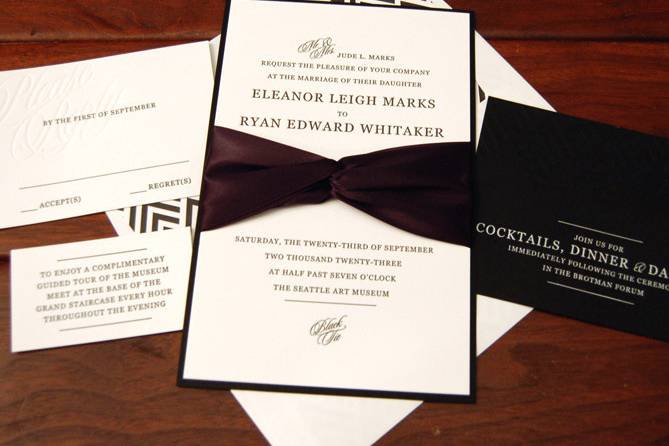 Mr. & Mrs. JUDE L. MARKS
REQUEST THE PLEASURE OF YOUR COMPANY
AT THE MARRIAGE OF THEIR DAUGHTER
ELEANOR LEIGH MARKS
TO
RYAN EDWARD WHITAKER
SATURDAY, THE TWENTY-THIRD OF SEPTEMBER
TWO THOUSAND TWENTY-THREE
AT HALF PAST SEVEN O'CLOCK
THE SEATTLE ART MUSEUM
Black Tie
BY THE FIRST OF SEPTEMBER
ACCEPT(S)
REGRET(S)
TO ENJOY A COMPLIMENTARY
GUIDED TOUR OF THE MUSEUM
MEET AT THE BASE OF THE
GRAND STAIRCASE EVERY HOUR
THROUGHOUT THE EVENING
JOIN US FOR
COCKTAILS, DINNER & DA
IMMEDIATELY FOLLOWING THE CEREMO
IN THE BROTMAN FORUM